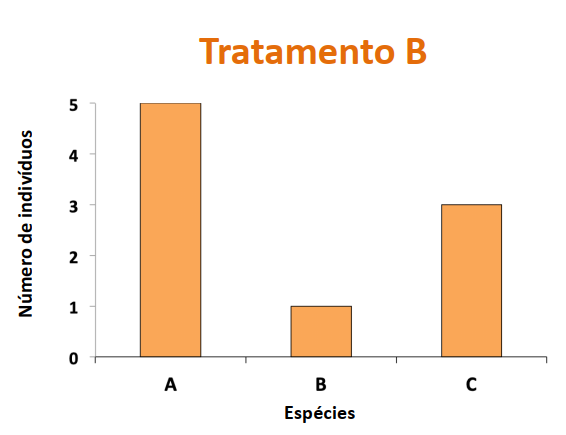 Tratamento B
Número de indivíduos
5
4
3
2
1
0
A
B
C
Espécies